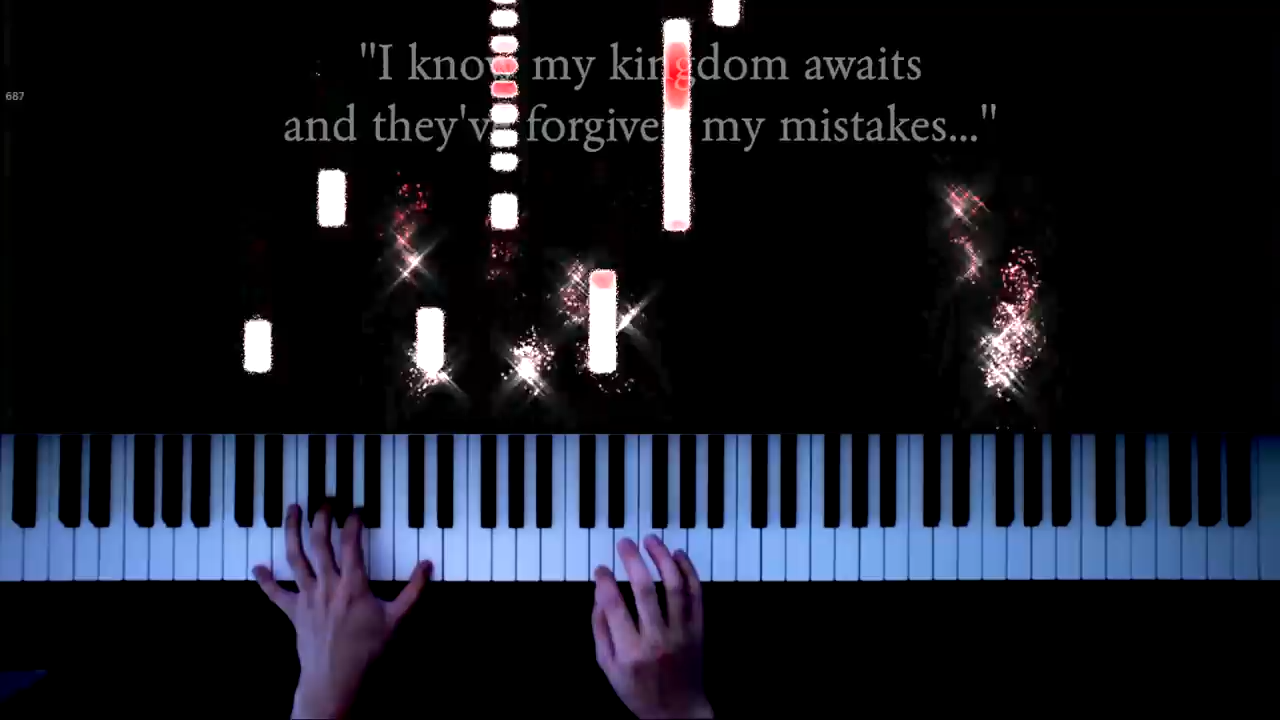 "I know my kingdom awaits
and they've forgiven my mistakes..."
687